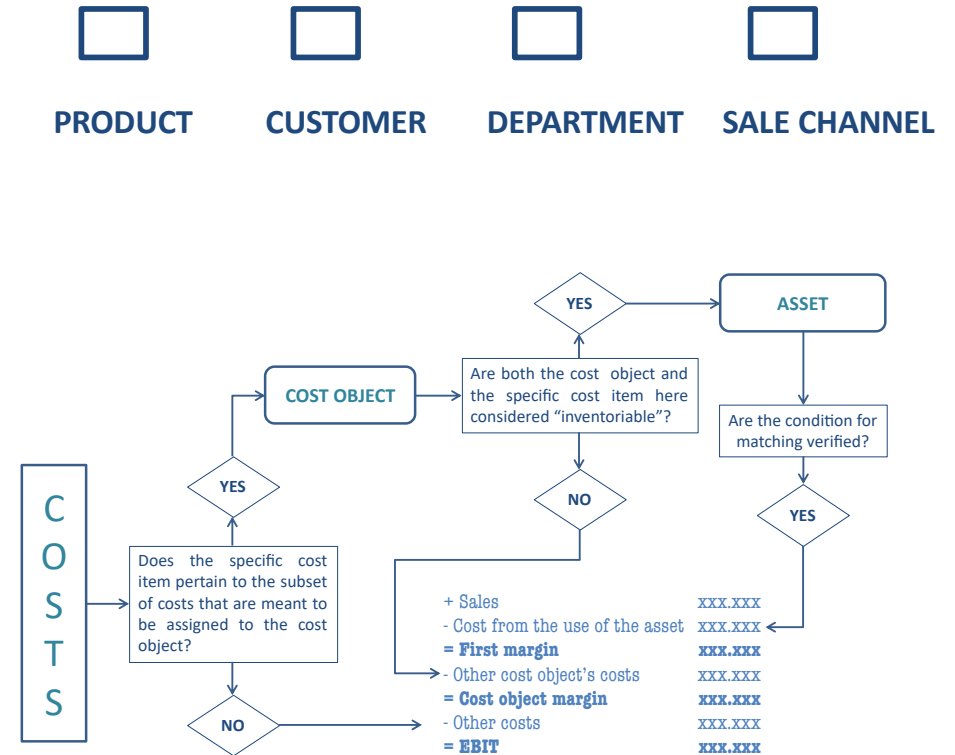 PRODUCT CUSTOMER DEPARTMENT SALE CHANNEL
YES
ASSET
COST OBJECT
Are both the cost object and
the specific cost item here
considered “inventoriable”?
Are the condition for
matching verified?
YES
NO
YES
C
O
S
T
S
Does the specific cost
item pertain to the subset
of costs that are meant to
be assigned to the cost
object?
NO
+ Sales xxx.xxx
- Cost from the use of the asset xxx.xxx
= First margin xxx.xxx
- Other cost object’s costs xxx.xxx
= Cost object margin xxx.xxx
- Other costs xxx.xxx
= EBIT xxx.xxx